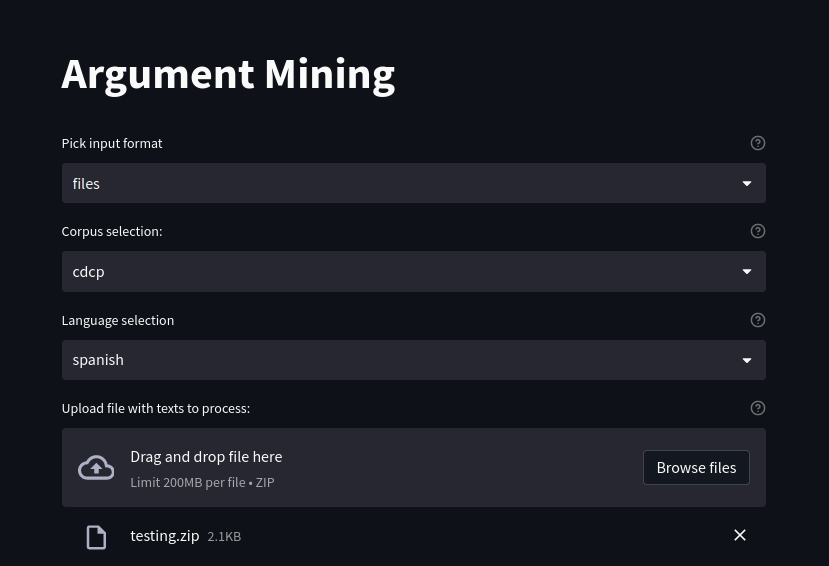 Argument Mining
Pick input format
files
Corpus selection:
cdcp
Language selection
spanish
Upload file with texts to process:
Drag and drop file here
Limit 200MB per file • ZIP
Browse files
testing.zip 2.1KB